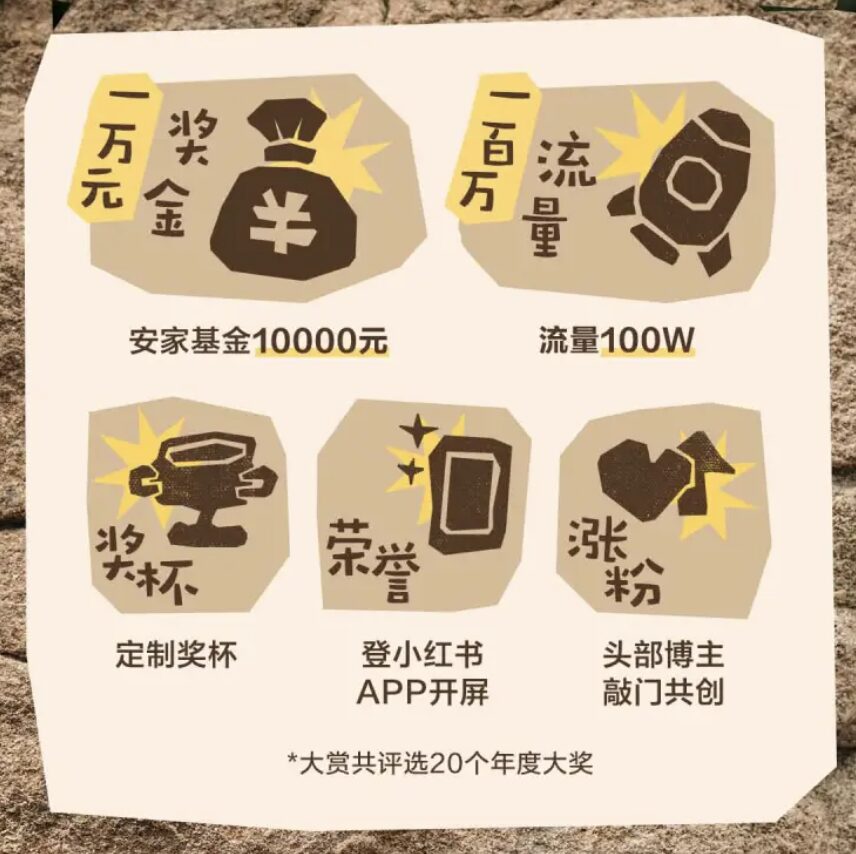 一万元
奖金
一百万
流量
安家基金10000元
流量100W
奖杯
荣誉
涨粉
定制奖杯
登小红书
APP开屏
头部博主
敲门共创
*大赏共评选20个年度大奖